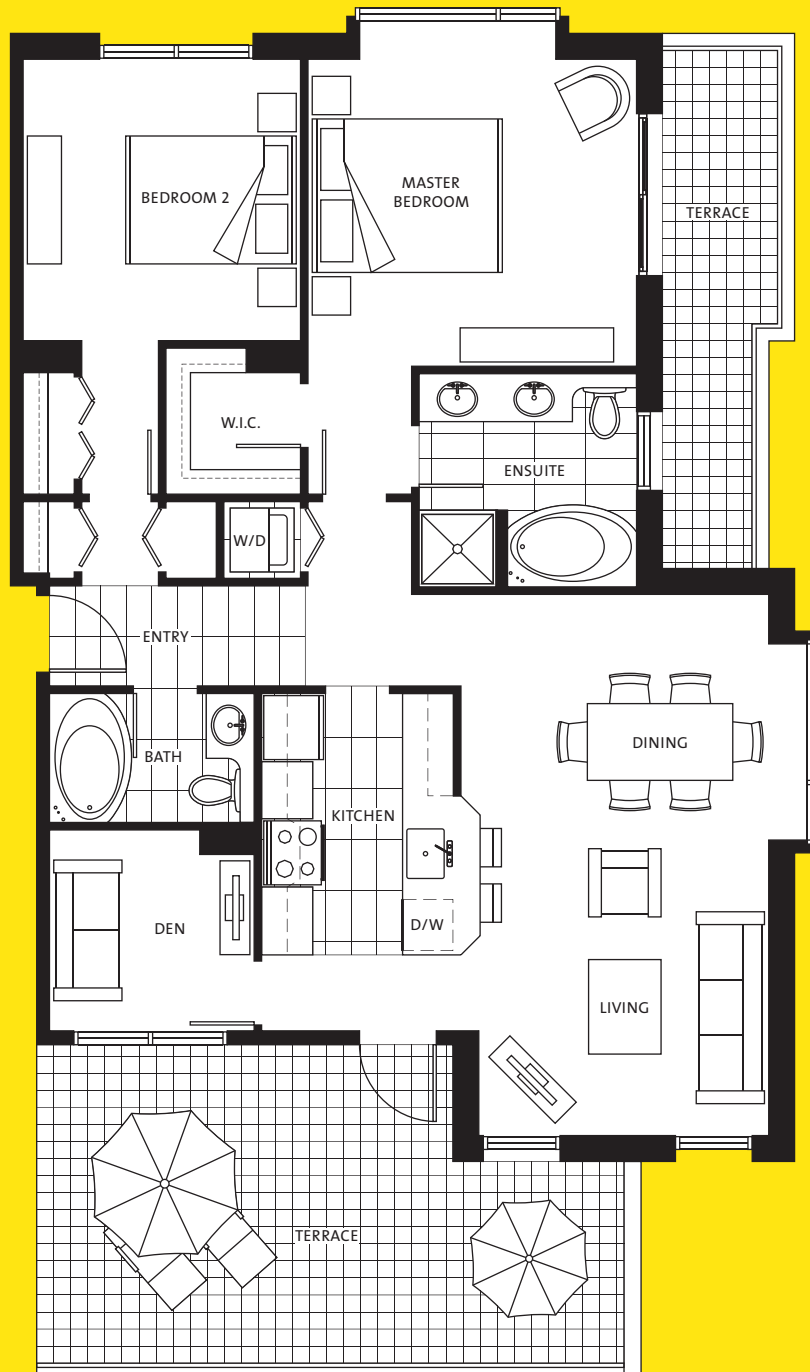 BEDROOM 2
MASTER
BEDROOM
TERRACE
W.I.C.
ENSUITE
W/D
ENTRY
DINING
BATH
KITCHEN
D/W
DEN
LIVING
TERRACE